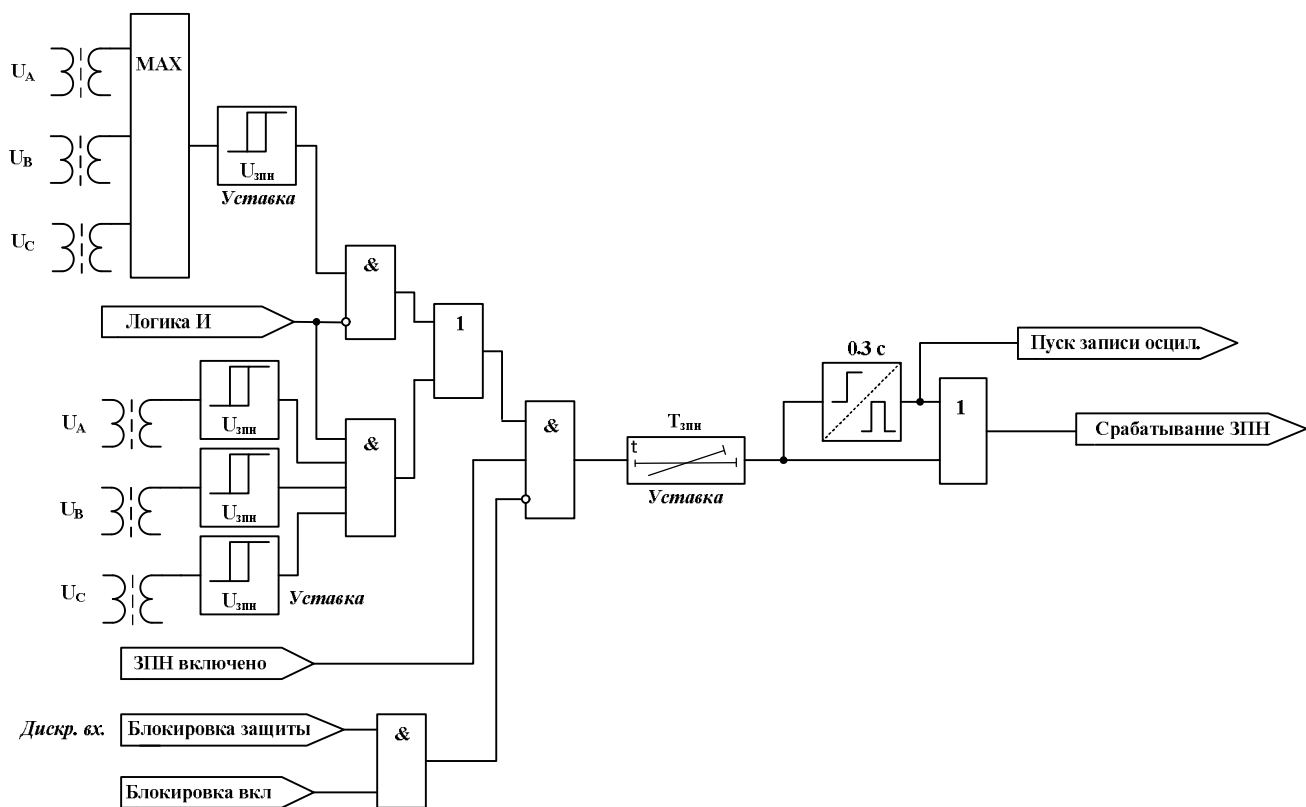 MAX
U_A
U_B
U_C
U_зпн
Уставка
&
Логика И
1
U_A
U_зпн
&
U_B
U_зпн
U_C
U_зпн
Уставка
&
T_зпн
t
Уставка
0.3 с
1
Пуск записи осцил.
Срабатывание ЗПН
ЗПН включено
Дискр. вх.
Блокировка защиты
&
Блокировка вкл